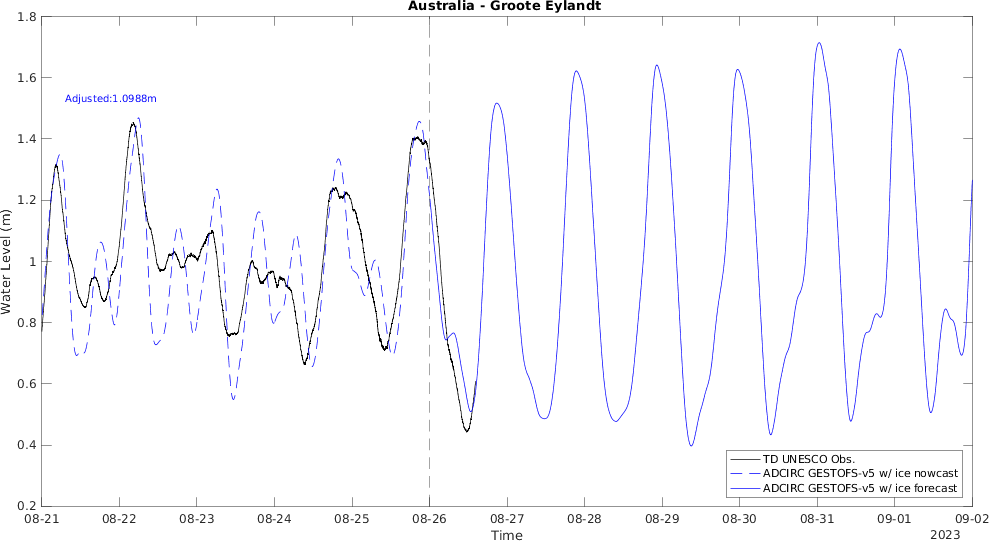 Australia - Groote Eylandt
Adjusted:1.0988m
Water Level (m)
1.8
1.6
1.4
1.2
1
0.8
0.6
0.4
0.2
TD UNESCO Obs.
ADCIRC GESTOFS-v5 w/ ice nowcast
ADCIRC GESTOFS-v5 w/ ice forecast
08-21 08-22 08-23 08-24 08-25 08-26 08-27 08-28 08-29 08-30 08-31 09-01 09-02
Time
2023